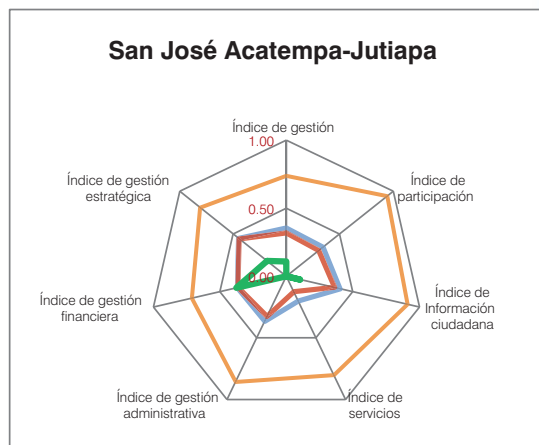 San José Acatempa-Jutiapa
Índice de gestión
1.00
Índice de gestión
estratégica
Índice de
participación
0.50
0.00
Índice de gestión
financiera
Índice de
Información
ciudadana
Índice de gestión
administrativa
Índice de
servicios